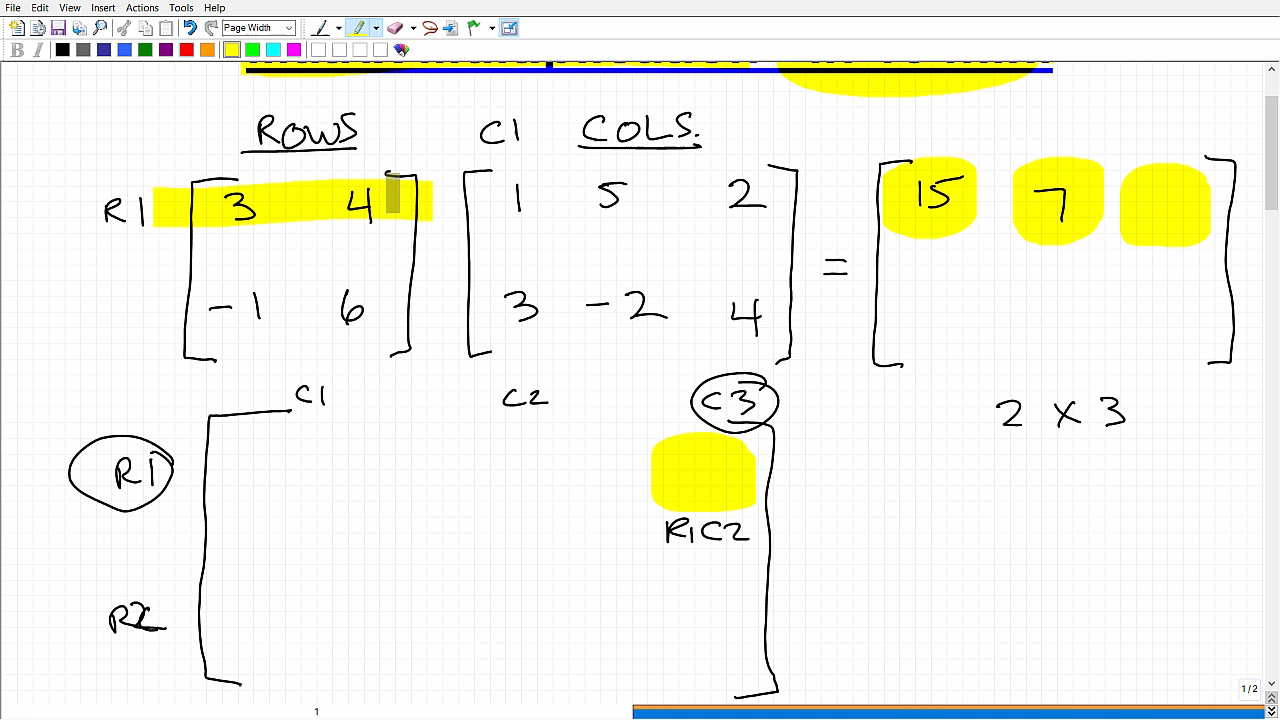 File Edit View Insert Actions Tools Help
Page Width
B I
ROWS C1 COLS.
R1 3 4 1 5 2 = 15 7
-1 6 3 -2 4
C1 C2 C3 2 x 3
R1
R1C2
R2
1/2
1